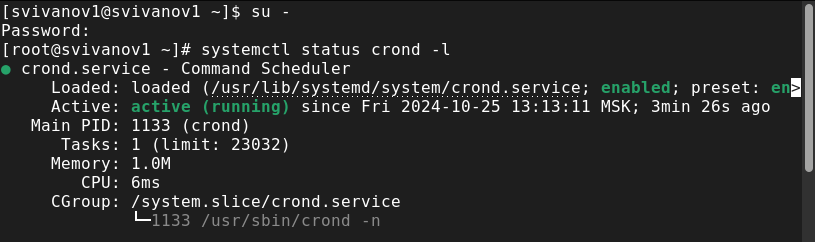 [svivanov1@svivanov1 ~]$ su -
Password:
[root@svivanov1 ~]# systemctl status crond -l
● crond.service - Command Scheduler
     Loaded: loaded (/usr/lib/systemd/system/crond.service; enabled; preset: en>
     Active: active (running) since Fri 2024-10-25 13:13:11 MSK; 3min 26s ago
   Main PID: 1133 (crond)
      Tasks: 1 (limit: 23032)
     Memory: 1.0M
        CPU: 6ms
     CGroup: /system.slice/crond.service
             └─1133 /usr/sbin/crond -n